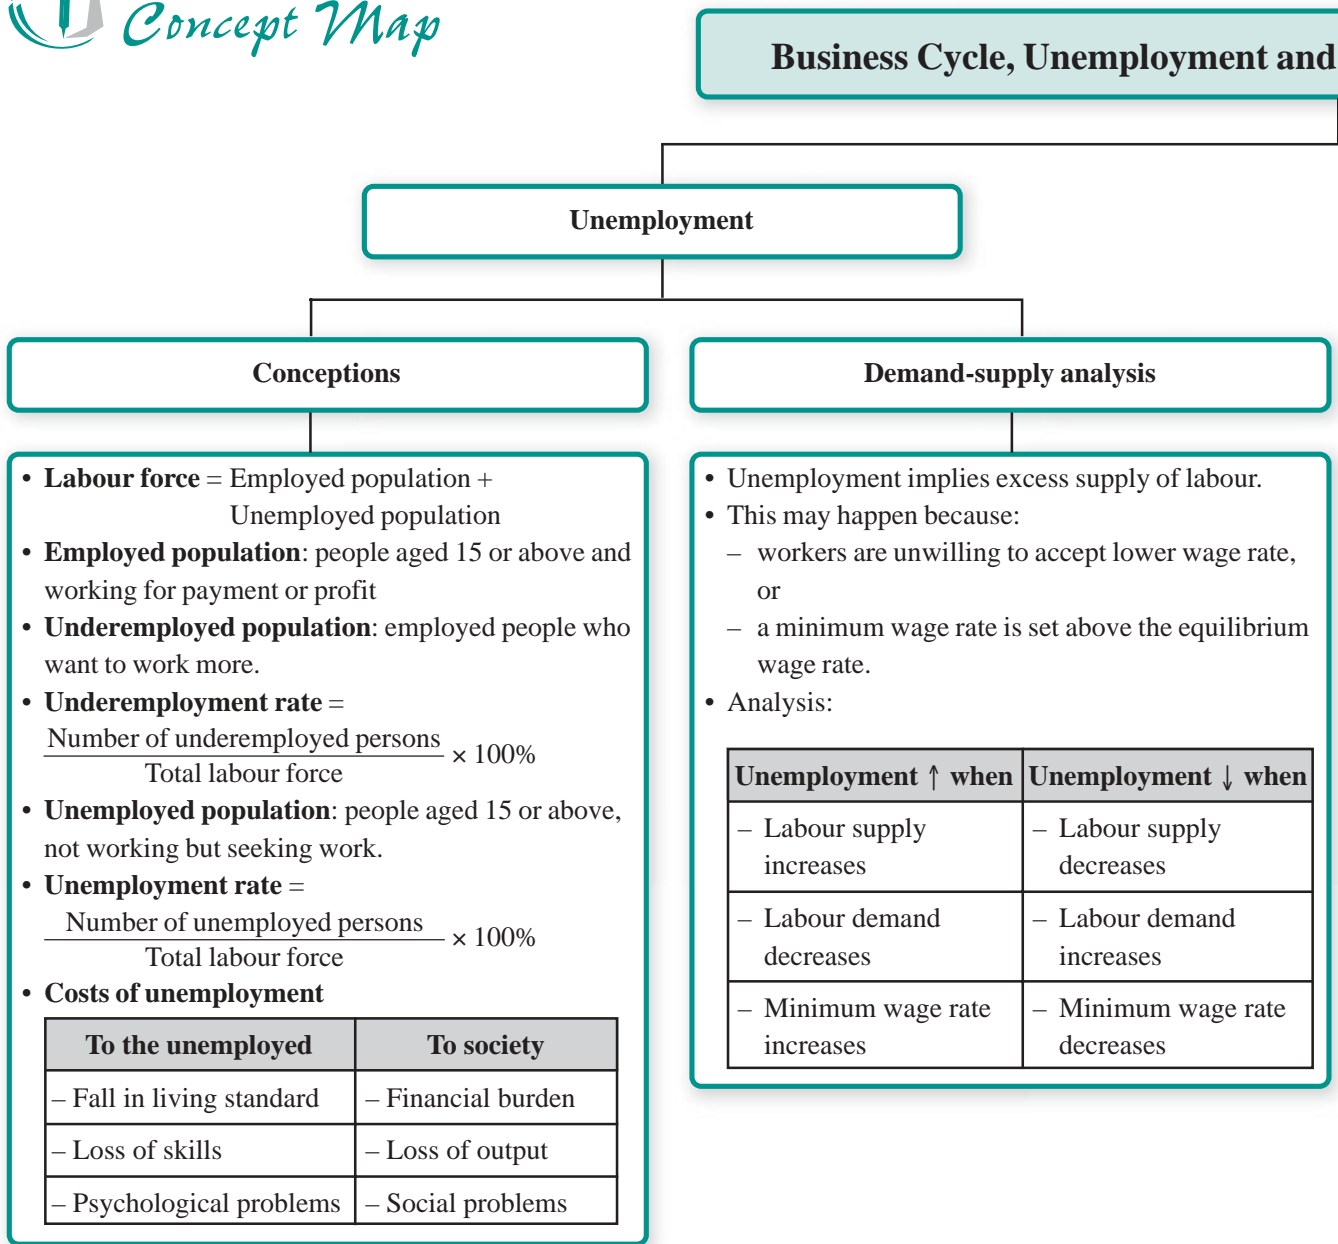 Concept Map
Business Cycle, Unemployment and
Unemployment
Conceptions
• Labour force = Employed population +
Unemployed population
• Employed population: people aged 15 or above and
working for payment or profit
• Underemployed population: employed people who
want to work more.
• Underemployment rate =
Number of underemployed persons
Total labour force
× 100%
• Unemployed population: people aged 15 or above,
not working but seeking work.
• Unemployment rate =
Number of unemployed persons
Total labour force
× 100%
• Costs of unemployment
To the unemployed To society
– Fall in living standard – Financial burden
– Loss of skills – Loss of output
– Psychological problems – Social problems
Demand-supply analysis
• Unemployment implies excess supply of labour.
• This may happen because:
– workers are unwilling to accept lower wage rate,
or
– a minimum wage rate is set above the equilibrium
wage rate.
• Analysis:
Unemployment ↑ when Unemployment ↓ when
– Labour supply
increases
– Labour supply
decreases
– Labour demand
decreases
– Labour demand
increases
– Minimum wage rate
increases
– Minimum wage rate
decreases